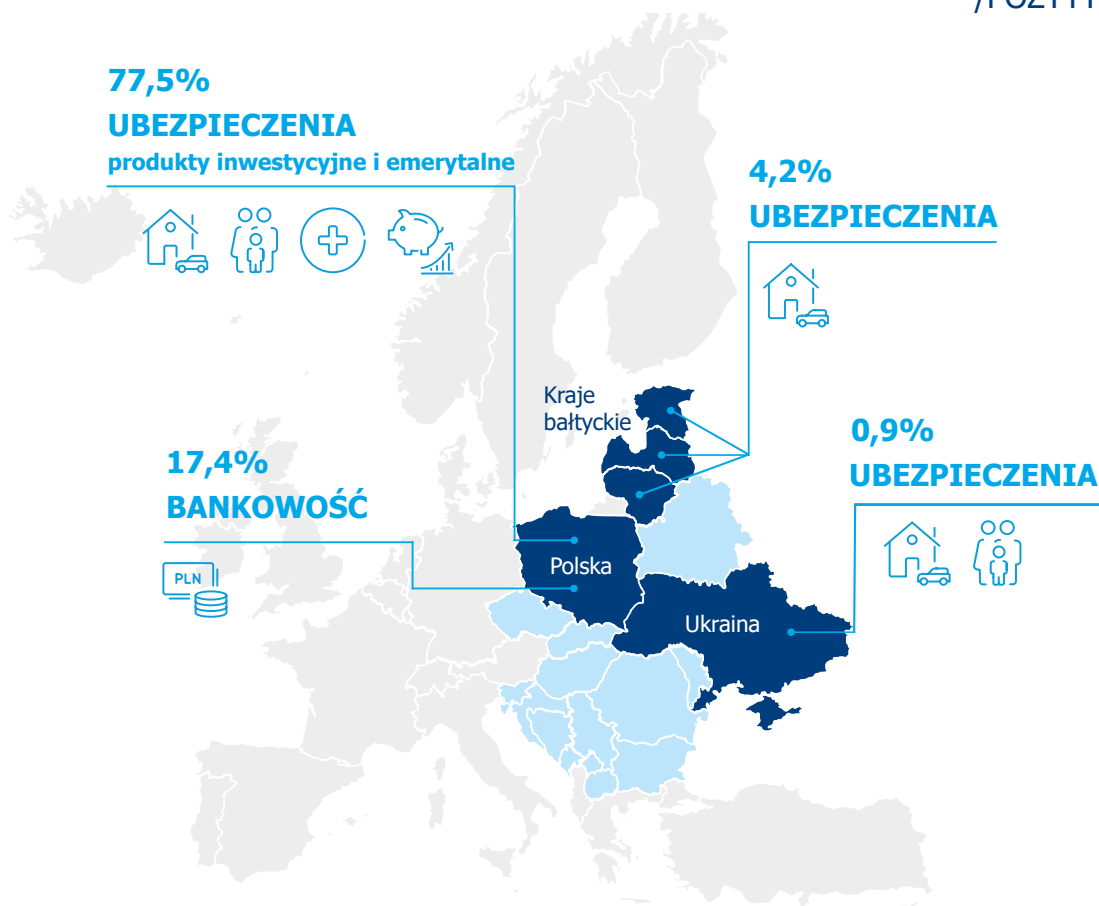 77,5%
UBEZPIECZENIA
produkty inwestycyjne i emerytalne
4,2%
UBEZPIECZENIA
Kraje
bałtyckie
0,9%
UBEZPIECZENIA
17,4%
BANKOWOŚĆ
PLN
Polska
Ukraina